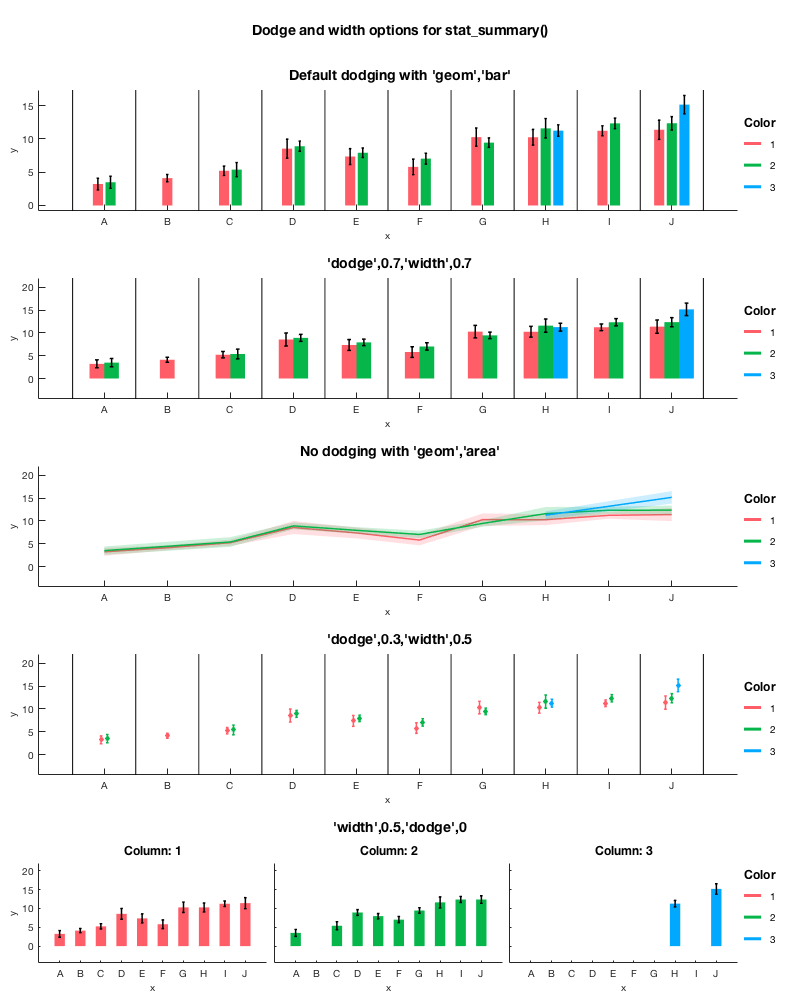 Dodge and width options for stat_summary()
Default dodging with 'geom','bar'
15
10
5
0
y
A B C D E F G H I J
x
Color
1
2
3
'dodge',0.7,'width',0.7
20
15
10
5
0
y
A B C D E F G H I J
x
Color
1
2
3
No dodging with 'geom','area'
20
15
10
5
0
y
A B C D E F G H I J
x
Color
1
2
3
'dodge',0.3,'width',0.5
20
15
10
5
0
y
A B C D E F G H I J
x
Color
1
2
3
'width',0.5,'dodge',0
Column: 1
20
15
10
5
0
y
A B C D E F G H I J
x
Column: 2
A B C D E F G H I J
x
Column: 3
A B C D E F G H I J
x
Color
1
2
3